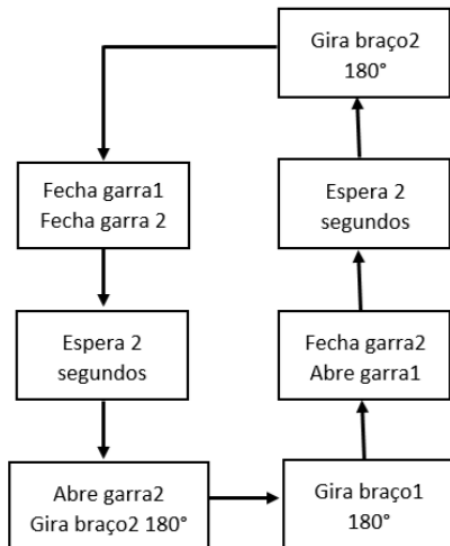 Gira braço2
180°
Fecha garra1
Fecha garra 2
Espera 2
segundos
Espera 2
segundos
Fecha garra2
Abre garra1
Abre garra2
Gira braço2 180°
Gira braço1
180°